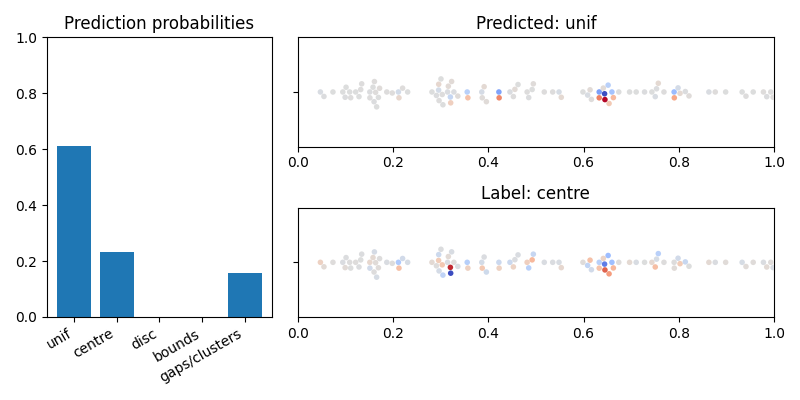 Prediction probabilities
1.0
0.8
0.6
0.4
0.2
0.0
unif
centre
disc
bounds
gaps/clusters
Predicted: unif
0.0 0.2 0.4 0.6 0.8 1.0
Label: centre
0.0 0.2 0.4 0.6 0.8 1.0